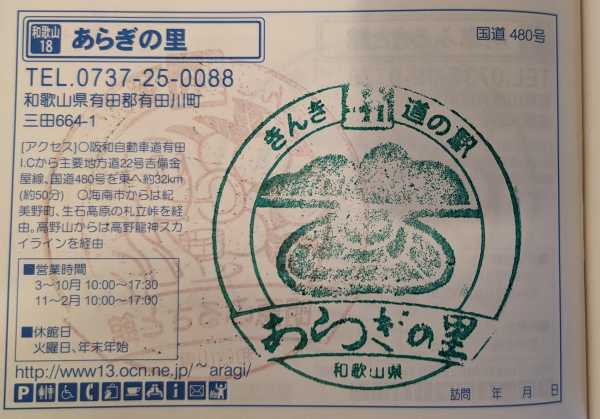 和歌山
18
あらぎの里
国道 480号
TEL.0737-25-0088
和歌山県有田郡有田川町
三田664-1
[アクセス]〇阪和自動車道有田
I.Cから主要地方道22号吉備金
屋線、国道480号を東へ約32km
(約50分) 〇海南市からは紀
美野町、生石高原の札立峠を経
由。高野山からは高野龍神スカ
イラインを経由
■営業時間
3~10月 10:00~17:30
11~2月 10:00~17:00
■休館日
火曜日、年末年始
http://www13.ocn.ne.jp/~aragi/
きんき 道の駅
あらぎの里
和歌山県
訪問 年 月 日